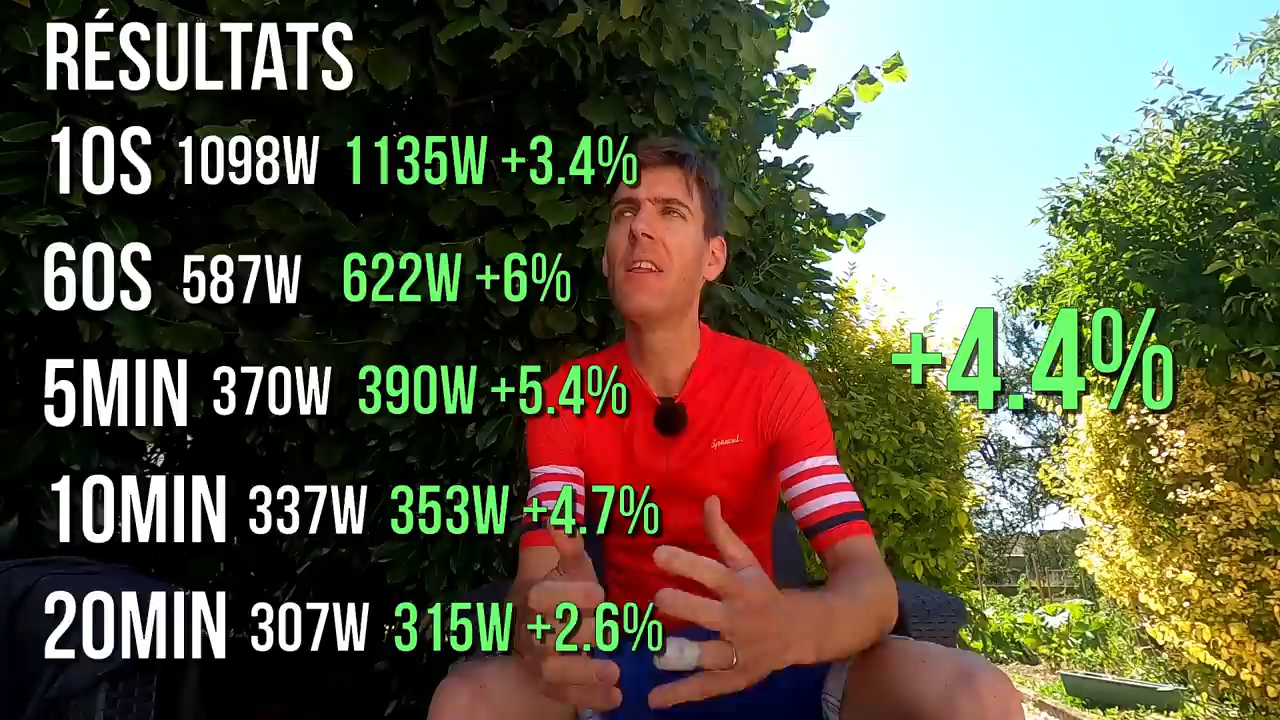 RÉSULTATS
10S 1098W 1135W +3.4%
60S 587W 622W +6%
5MIN 370W 390W +5.4%
+4.4%
10MIN 337W 353W +4.7%
20MIN 307W 315W +2.6%